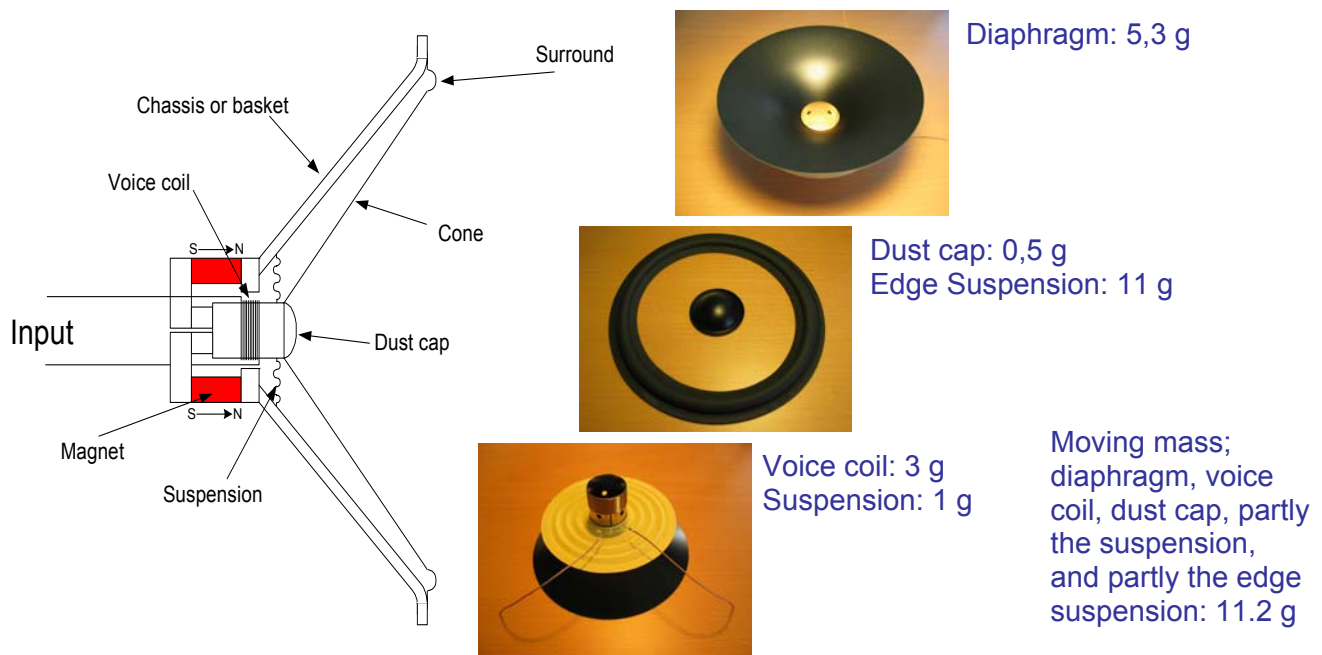 Surround
Chassis or basket
Voice coil
Cone
S N
Input
Dust cap
S N
Magnet
Suspension
Diaphragm: 5,3 g
Dust cap: 0,5 g
Edge Suspension: 11 g
Voice coil: 3 g
Suspension: 1 g
Moving mass;
diaphragm, voice
coil, dust cap, partly
the suspension,
and partly the edge
suspension: 11.2 g